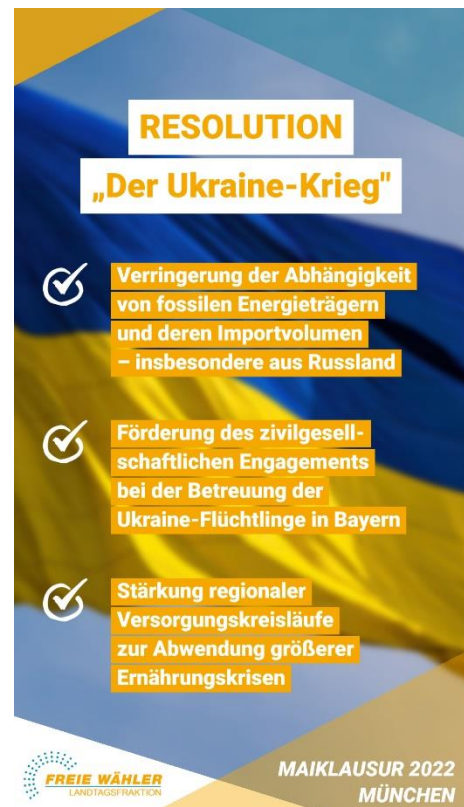 RESOLUTION
„Der Ukraine-Krieg"
Verringerung der Abhängigkeit
von fossilen Energieträgern
und deren Importvolumen
– insbesondere aus Russland
Förderung des zivilgesell-
schaftlichen Engagements
bei der Betreuung der
Ukraine-Flüchtlinge in Bayern
Stärkung regionaler
Versorgungskreisläufe
zur Abwendung größerer
Ernährungskrisen
FREIE WÄHLER
LANDTAGSFRAKTION
MAIKLAUSUR 2022
MÜNCHEN